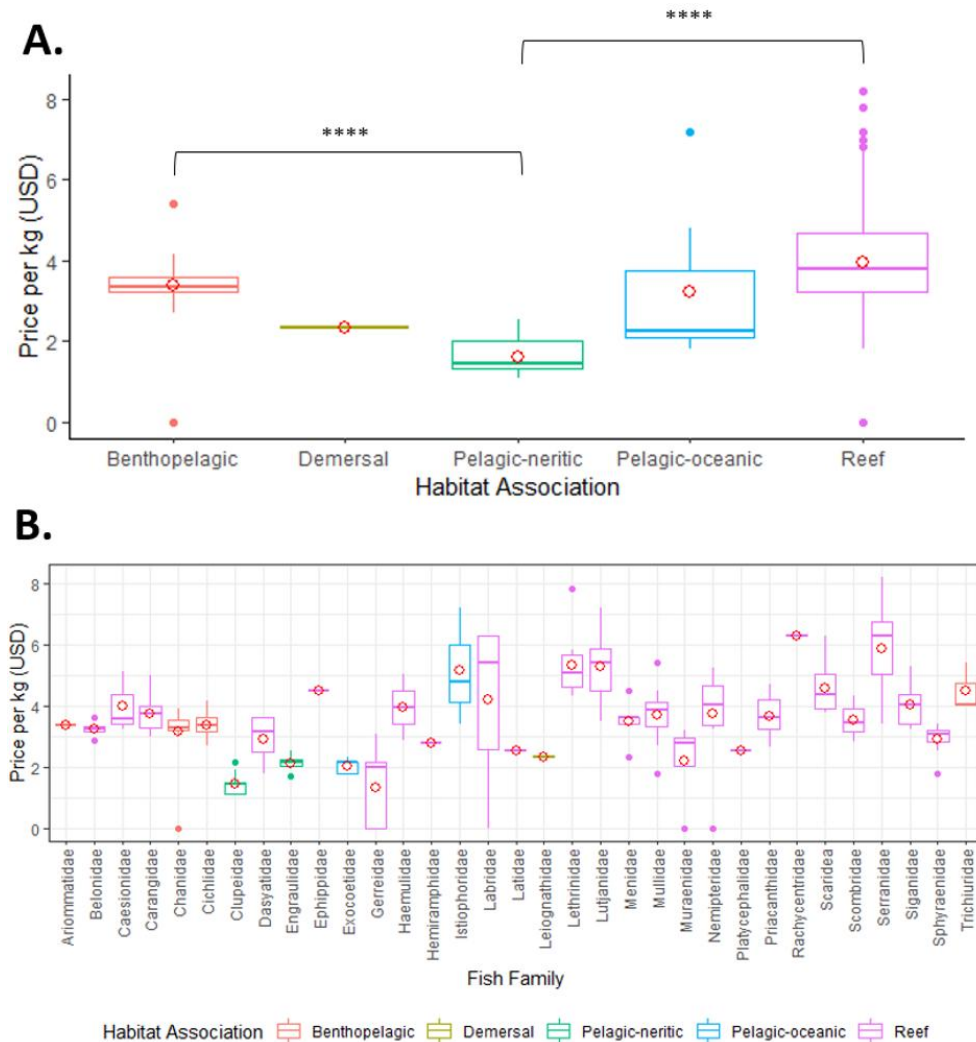 A.
****
****
8
6
4
2
0
Price per kg (USD)
Benthopelagic Demersal Pelagic-neritic Pelagic-oceanic Reef
Habitat Association
B.
8
6
4
2
0
Price per kg (USD)
Ariommatidae
Belonidae
Caesionidae
Carangidae
Chanidae
Cichlidae
Clupeidae
Dasyatidae
Engraulidae
Ephippidae
Exocoetidae
Gerreidae
Haemulidae
Hemiramphidae
Istiophoridae
Labridae
Latidae
Leiognathidae
Lethrinidae
Lutjanidae
Menidae
Mullidae
Muraenidae
Nemipteridae
Platycephalidae
Priacanthidae
Rachycentridae
Scaridea
Scombridae
Serranidae
Siganidae
Sphyraenidae
Trichiuridae
Fish Family
Habitat Association Benthopelagic Demersal Pelagic-neritic Pelagic-oceanic Reef